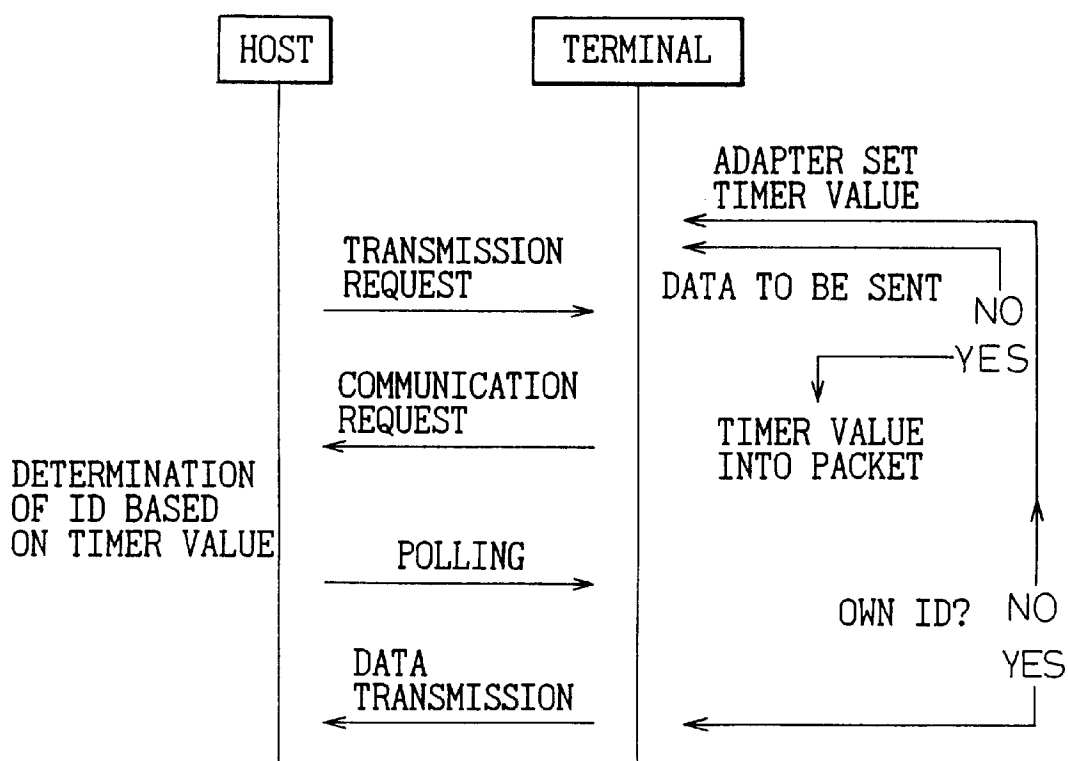 HOST
TERMINAL
ADAPTER SET
TIMER VALUE
TRANSMISSION
REQUEST
DATA TO BE SENT
NO
YES
COMMUNICATION
REQUEST
TIMER VALUE
INTO PACKET
DETERMINATION
OF ID BASED
ON TIMER VALUE
POLLING
OWN ID?
NO
YES
DATA
TRANSMISSION